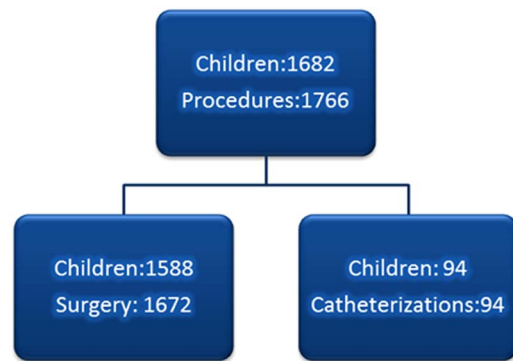 Children:1682
Procedures:1766
Children:1588
Surgery: 1672
Children: 94
Catheterizations:94